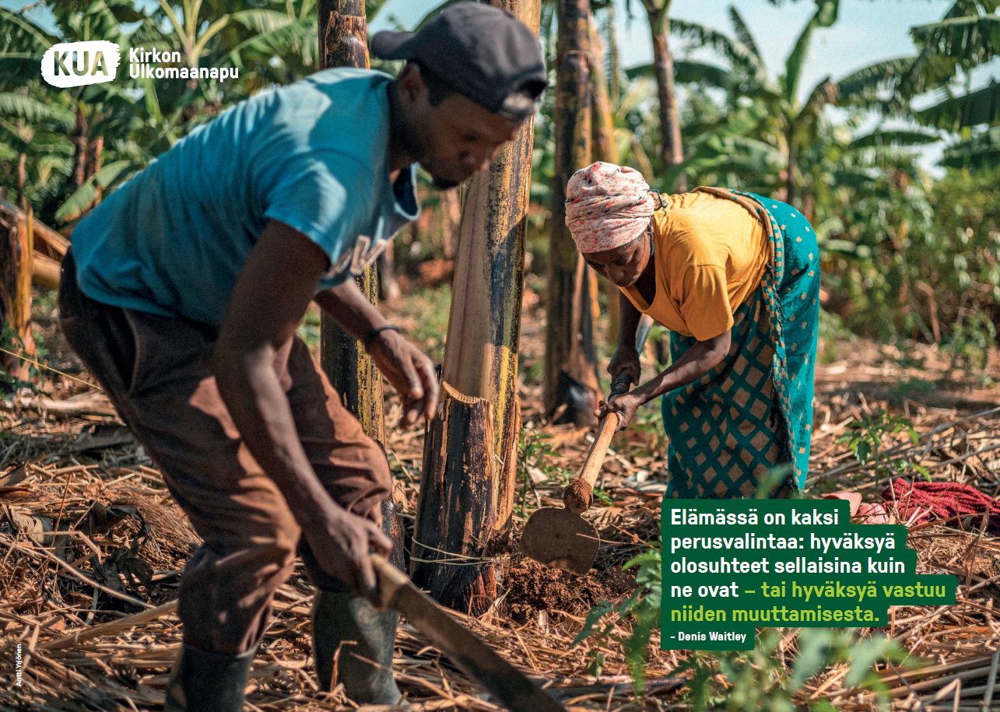 KUA
Kirkon
Ulkomaanapu
Elämässä on kaksi
perusvalintaa: hyväksyä
olosuhteet sellaisina kuin
ne ovat – tai hyväksyä vastuu
niiden muuttamisesta.
- Denis Waitley
Antti Yrjönen